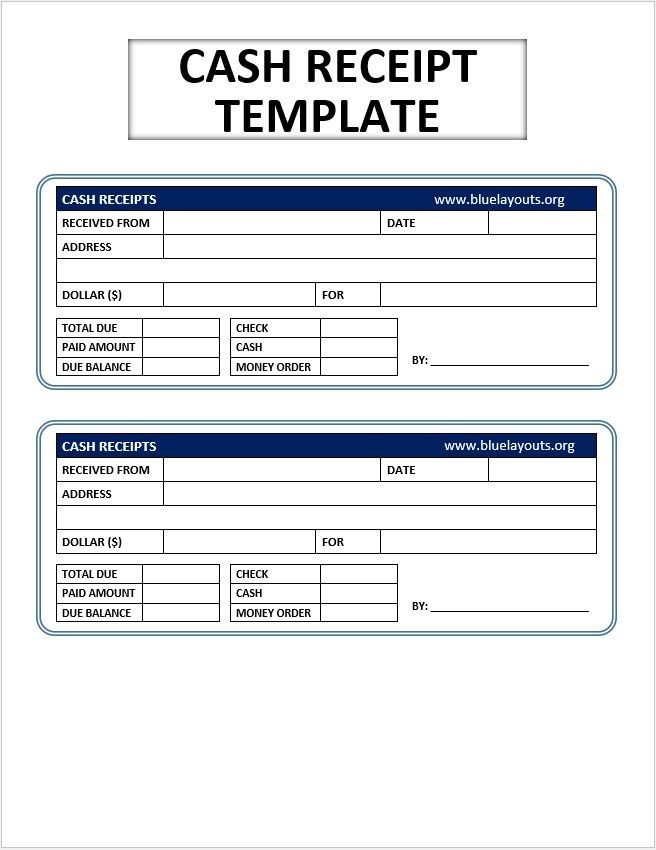 CASH RECEIPT
TEMPLATE
CASH RECEIPTS www.bluelayouts.org
RECEIVED FROM DATE
ADDRESS
DOLLAR ($) FOR
TOTAL DUE CHECK
PAID AMOUNT CASH
DUE BALANCE MONEY ORDER
BY:
CASH RECEIPTS www.bluelayouts.org
RECEIVED FROM DATE
ADDRESS
DOLLAR ($) FOR
TOTAL DUE CHECK
PAID AMOUNT CASH
DUE BALANCE MONEY ORDER
BY: